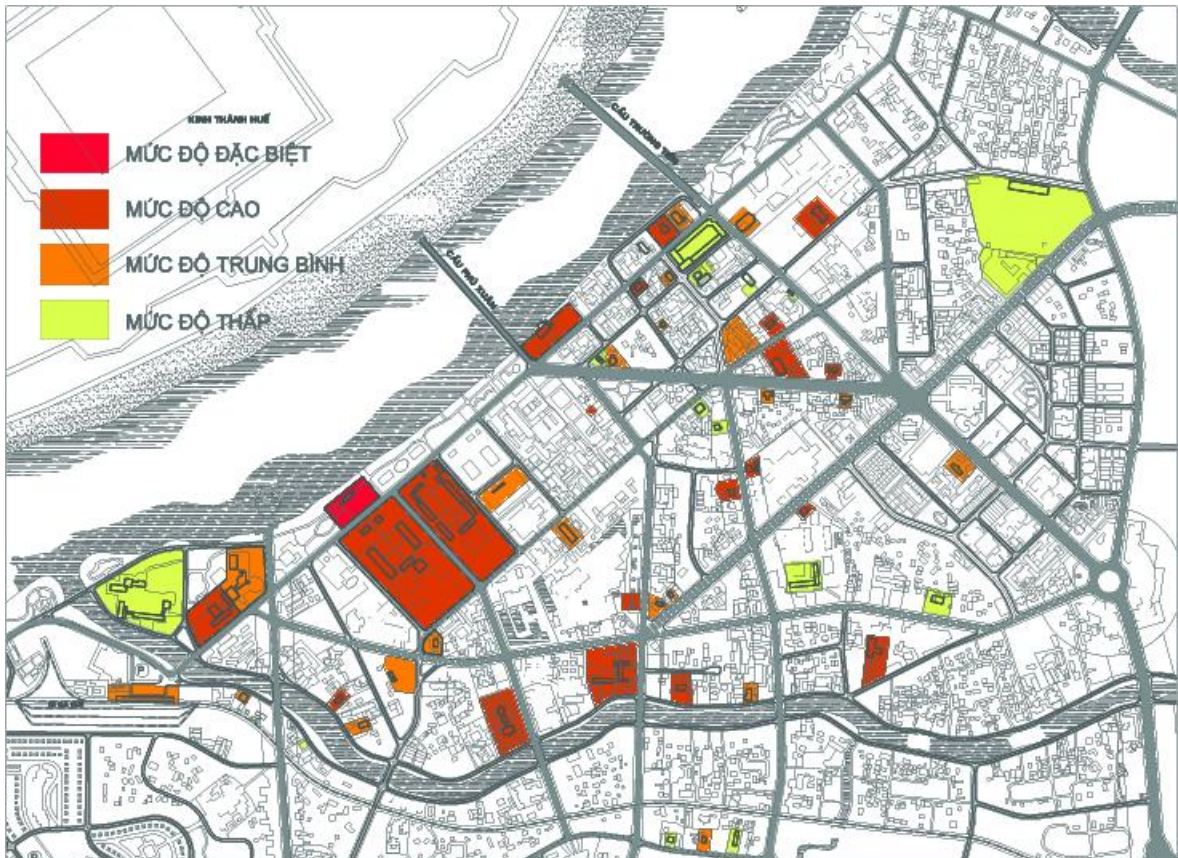 CẦU TRƯỜNG TIỀN
KINH THÀNH HUẾ
MỨC ĐỘ ĐẶC BIỆT
MỨC ĐỘ CAO
MỨC ĐỘ TRUNG BÌNH
MỨC ĐỘ THẤP
CẦU PHÚ XUÂN
P